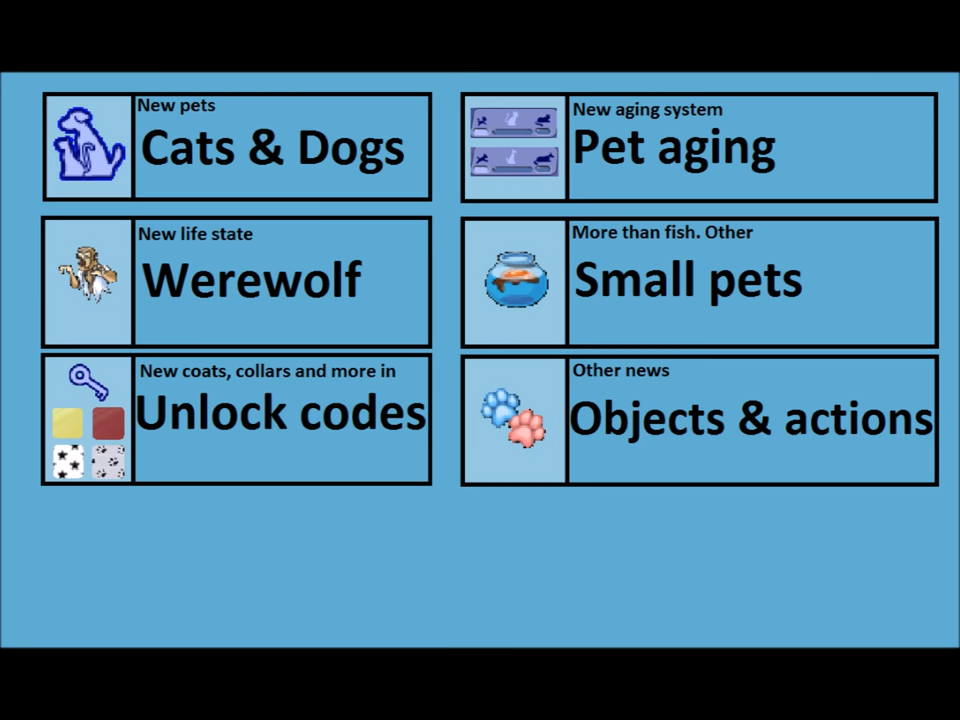 New pets
Cats & Dogs
New aging system
Pet aging
New life state
Werewolf
More than fish. Other
Small pets
New coats, collars and more in
Unlock codes
Other news
Objects & actions